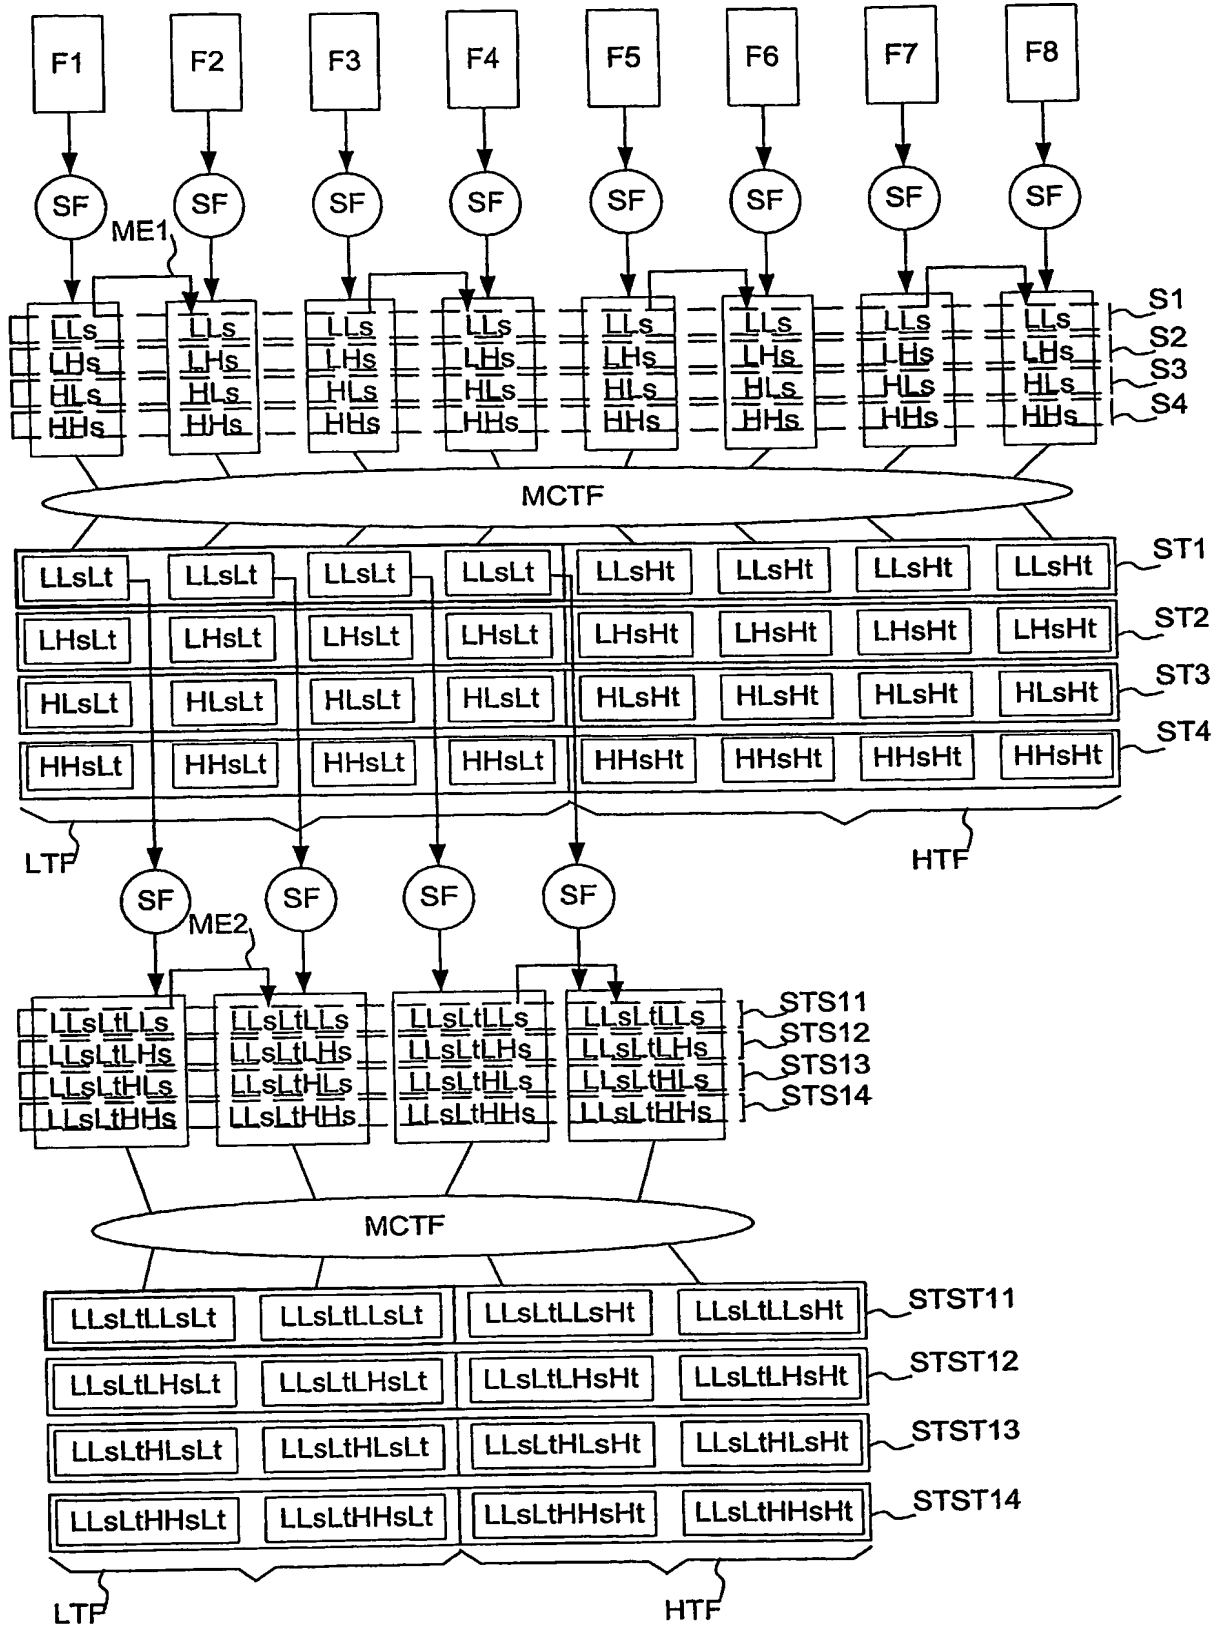 F1 F2 F3 F4 F5 F6 F7 F8
SF SF SF SF SF SF SF SF
ME1
LLs LLs LLs LLs LLs LLs LLs LLs S1
LHs LHs LHs LHs LHs LHs LHs LHs S2
HLs HLs HLs HLs HLs HLs HLs HLs S3
HHs HHs HHs HHs HHs HHs HHs HHs S4
MCTF
LLsLt LLsLt LLsLt LLsLt LLsHt LLsHt LLsHt LLsHt ST1
LHsLt LHsLt LHsLt LHsLt LHsHt LHsHt LHsHt LHsHt ST2
HLsLt HLsLt HLsLt HLsLt HLsHt HLsHt HLsHt HLsHt ST3
HHsLt HHsLt HHsLt HHsLt HHsHt HHsHt HHsHt HHsHt ST4
LTF HTF
SF SF SF SF
ME2
LLsLtLLs LLsLtLLs LLsLtLLs LLsLtLLs STS11
LLsLtLHs LLsLtLHs LLsLtLHs LLsLtLHs STS12
LLsLtHLs LLsLtHLs LLsLtHLs LLsLtHLs STS13
LLsLtHHs LLsLtHHs LLsLtHHs LLsLtHHs STS14
MCTF
LLsLtLLsLt LLsLtLLsLt LLsLtLLsHt LLsLtLLsHt STST11
LLsLtLHsLt LLsLtLHsLt LLsLtLHsHt LLsLtLHsHt STST12
LLsLtHLsLt LLsLtHLsLt LLsLtHLsHt LLsLtHLsHt STST13
LLsLtHHsLt LLsLtHHsLt LLsLtHHsHt LLsLtHHsHt STST14
LTF HTF